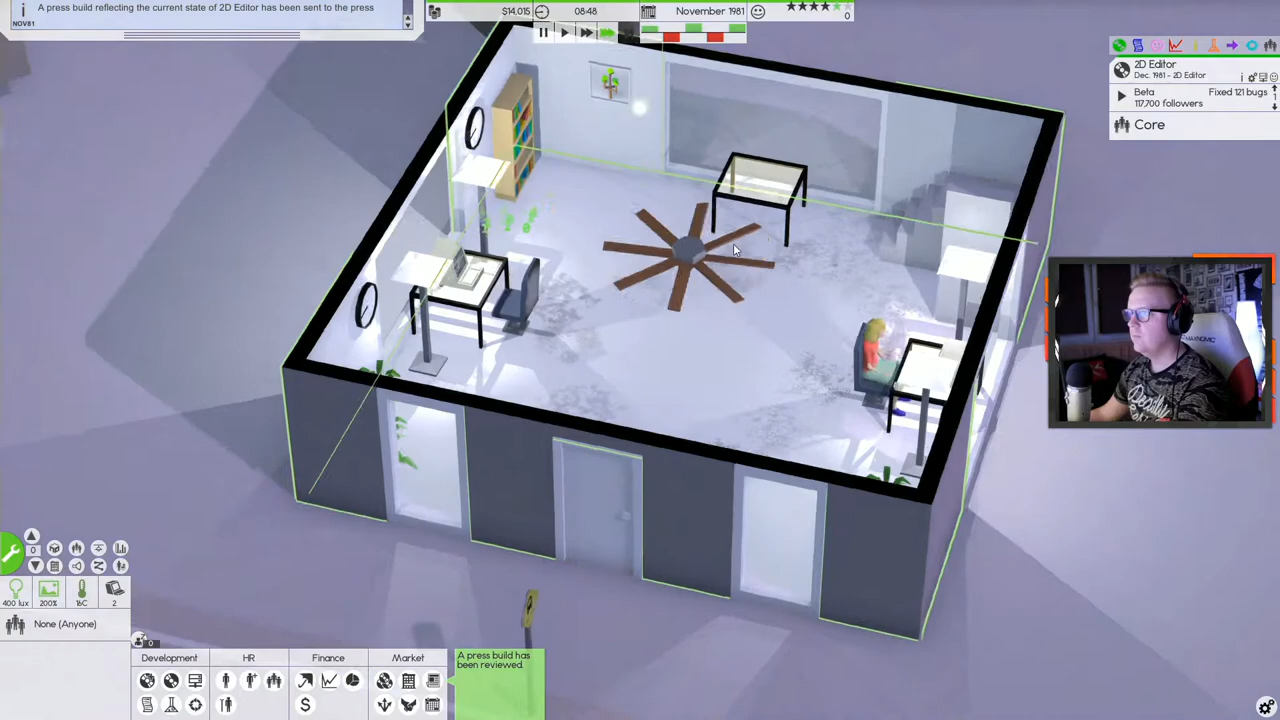 A press build reflecting the current state of 2D Editor has been sent to the press
NOV81
$14,015
08:48
November 1981
0
2D Editor
Dec. 1981 - 2D Editor
Beta
Fixed 121 bugs
117,700 followers
1
Core
0
400 lux
200%
16C
2
None (Anyone)
Development
HR
Finance
Market
A press build has
been reviewed.